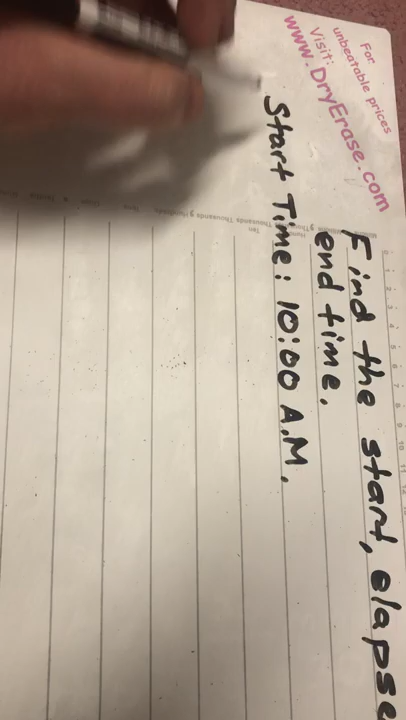 For
unbeatable prices
Visit:
www.DryErase.com
Find the start, elapse
end time.
Start Time: 10:00 A.M.